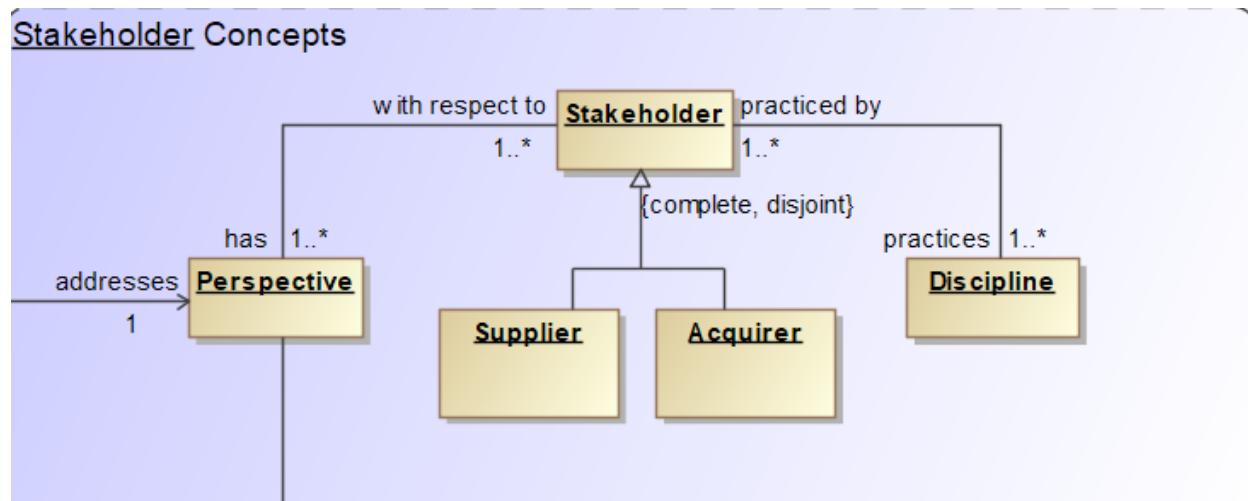 Stakeholder Concepts
with respect to
Stakeholder
practiced by
1..*
1..*
{complete, disjoint}
has
1..*
practices
1..*
addresses
Perspective
Discipline
1
Supplier
Acquirer